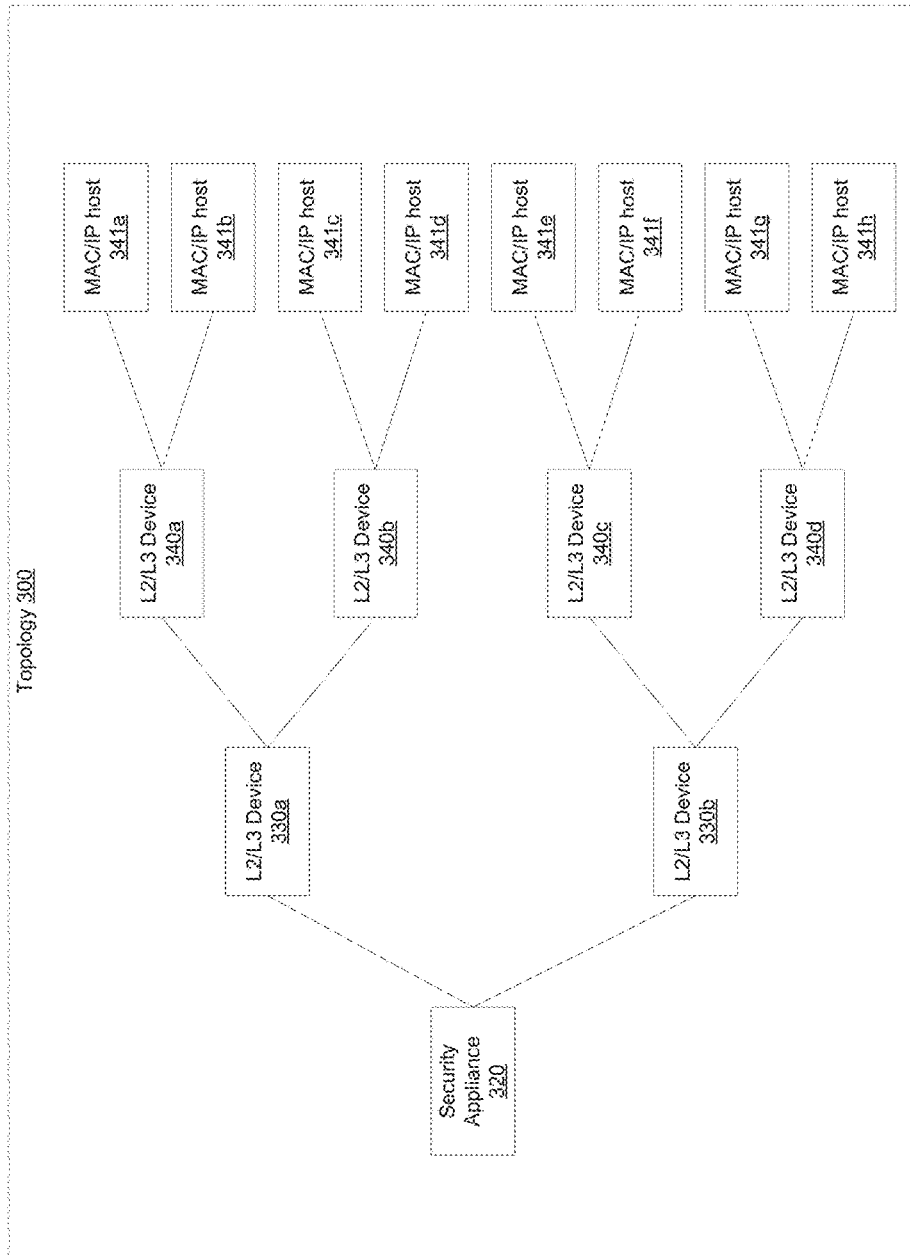 Topology 300
Security
Appliance
320
L2/L3 Device
330a
L2/L3 Device
330b
L2/L3 Device
340a
L2/L3 Device
340b
L2/L3 Device
340c
L2/L3 Device
340d
MAC/IP host
341a
MAC/IP host
341b
MAC/IP host
341c
MAC/IP host
341d
MAC/IP host
341e
MAC/IP host
341f
MAC/IP host
341g
MAC/IP host
341h